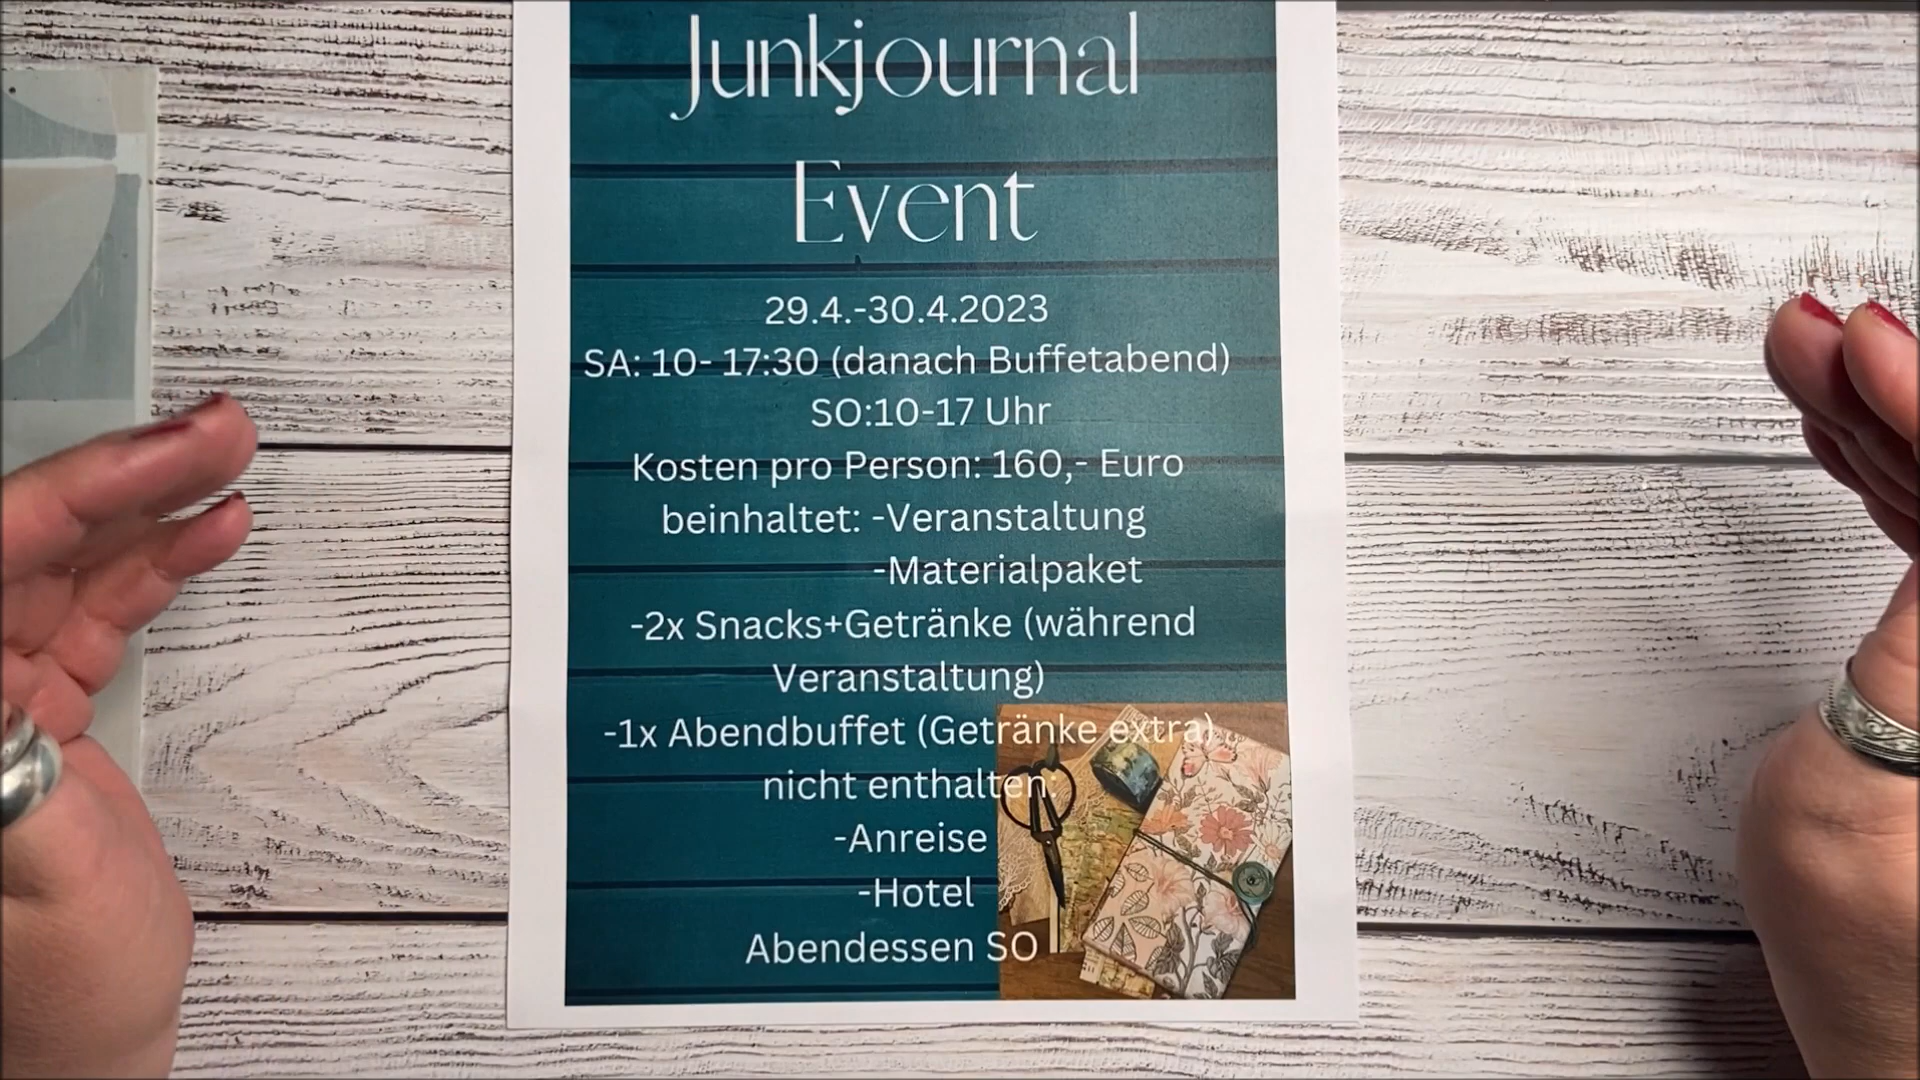 Junkjournal
Event
29.4.-30.4.2023
SA: 10- 17:30 (danach Buffetabend)
SO:10-17 Uhr
Kosten pro Person: 160,- Euro
beinhaltet: -Veranstaltung
-Materialpaket
-2x Snacks+Getränke (während
Veranstaltung)
-1x Abendbuffet (Getränke extra)
nicht enthalten:
-Anreise
-Hotel
Abendessen SO